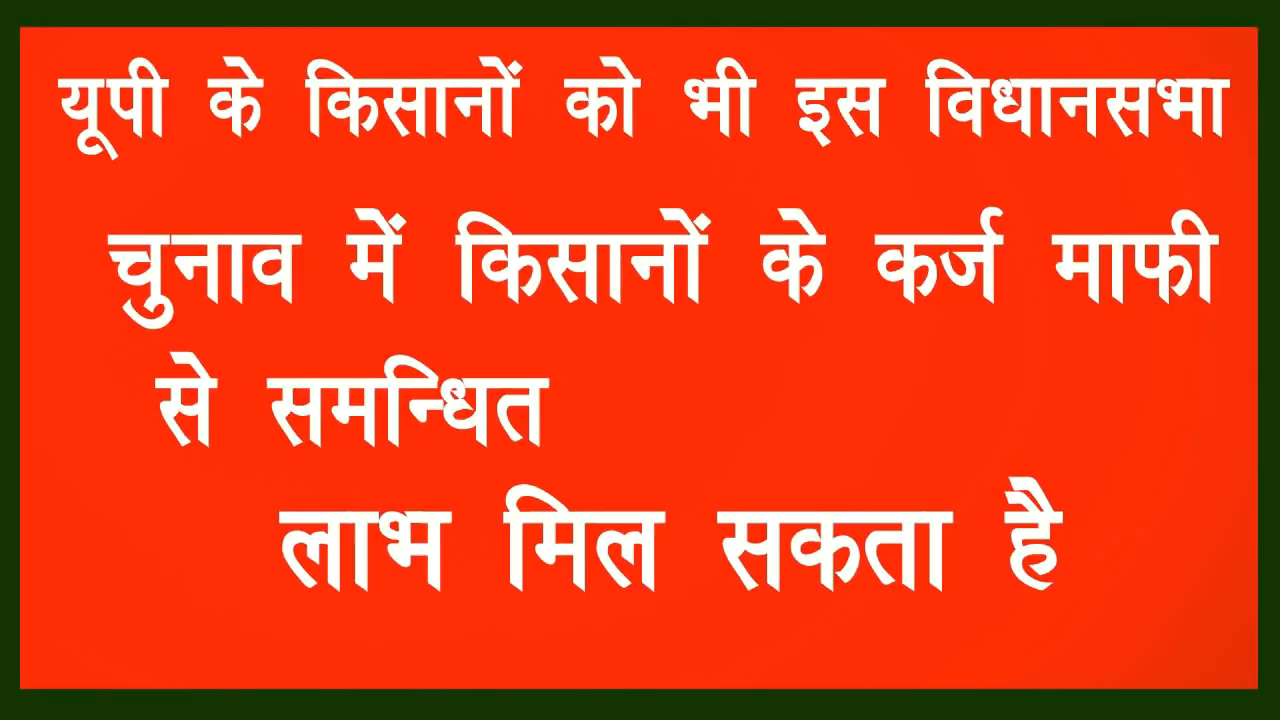 यूपी के किसानों को भी इस विधानसभा
चुनाव में किसानों के कर्ज माफी
से समन्धित
लाभ मिल सकता है